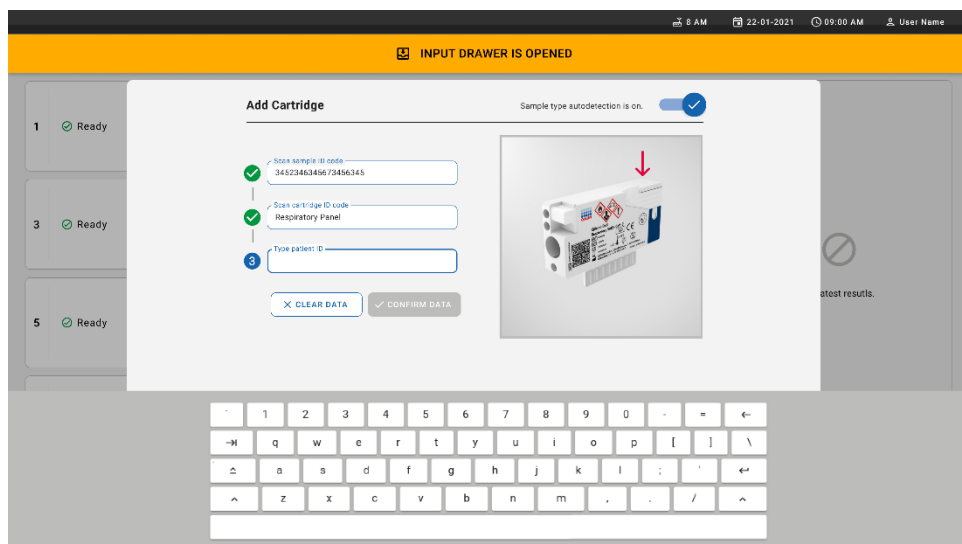 8 AM 22-01-2021 09:00 AM User Name
INPUT DRAWER IS OPENED
Add Cartridge
Sample type autodetection is on.
1 Ready
3 Ready
5 Ready
Scan sample ID code
3452346345673456345
Scan cartridge ID code
Respiratory Panel
Type patient ID
3
CLEAR DATA
CONFIRM DATA
atest resutls.
` 1 2 3 4 5 6 7 8 9 0 - =
q w e r t y u i o p [ ] \
a s d f g h j k l ; '
z x c v b n m , . /